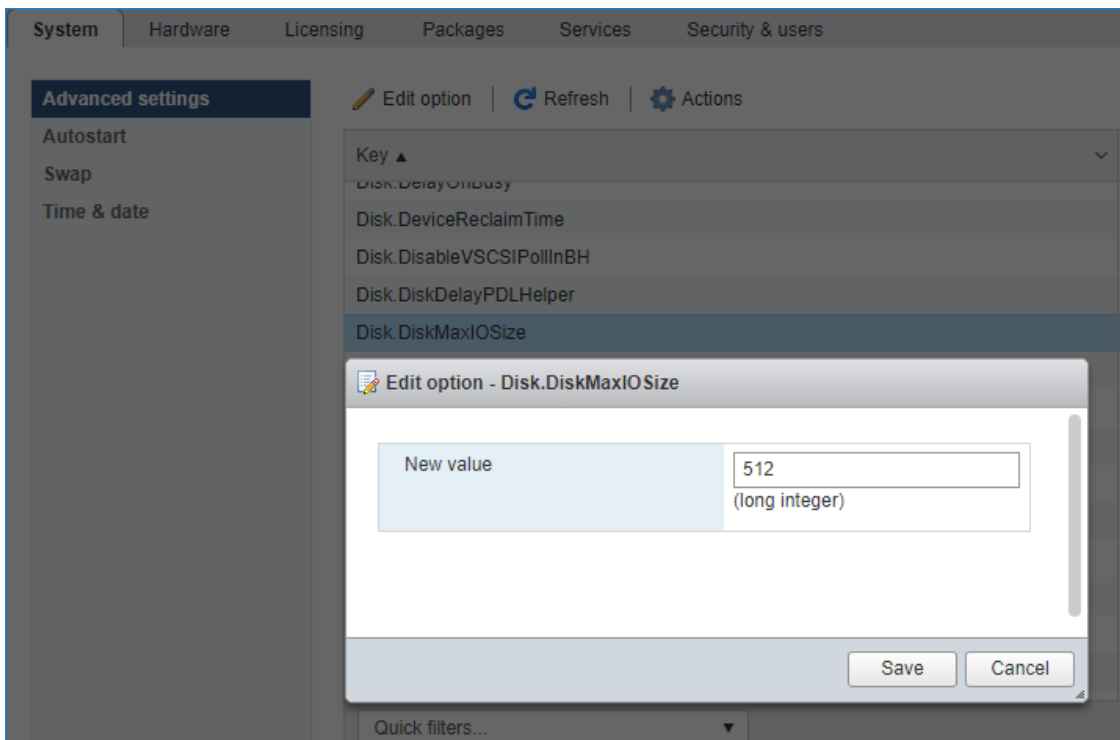 System Hardware Licensing Packages Services Security & users
Advanced settings
Autostart
Swap
Time & date
Edit option Refresh Actions
Key ▲
Disk.DelayOnBusy
Disk.DeviceReclaimTime
Disk.DisableVSCSIPollInBH
Disk.DiskDelayPDLHelper
Disk.DiskMaxIOSize
Edit option - Disk.DiskMaxIOSize
New value 512
(long integer)
Save Cancel
Quick filters...